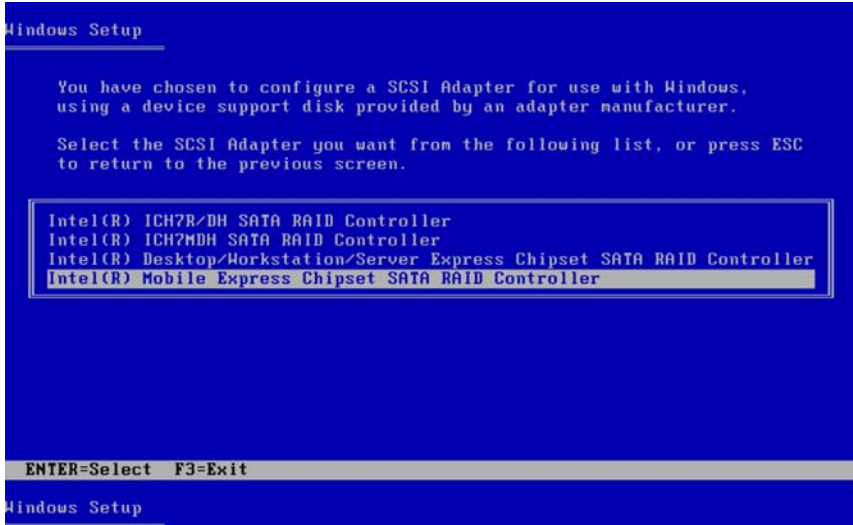 Windows Setup
You have chosen to configure a SCSI Adapter for use with Windows,
using a device support disk provided by an adapter manufacturer.
Select the SCSI Adapter you want from the following list, or press ESC
to return to the previous screen.
Intel(R) ICH7R/DH SATA RAID Controller
Intel(R) ICH7MDH SATA RAID Controller
Intel(R) Desktop/Workstation/Server Express Chipset SATA RAID Controller
Intel(R) Mobile Express Chipset SATA RAID Controller
ENTER=Select F3=Exit
Windows Setup